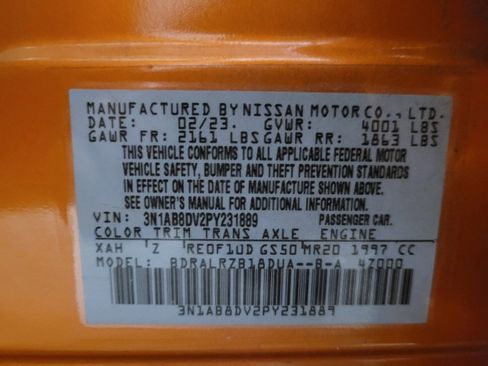 MANUFACTURED BY NISSAN MOTOR CO., LTD.
DATE: 02/23. GVWR: 4001 LBS
GAWR FR: 2161 LBS GAWR RR: 1863 LBS
THIS VEHICLE CONFORMS TO ALL APPLICABLE FEDERAL MOTOR
VEHICLE SAFETY, BUMPER AND THEFT PREVENTION STANDARDS
IN EFFECT ON THE DATE OF MANUFACTURE SHOWN ABOVE.
SEE OWNER'S MANUAL FOR ADDITIONAL INFORMATION
VIN: 3N1AB8DV2PY231889 PASSENGER CAR.
COLOR TRIM TRANS AXLE ENGINE
XAH Z RE0F1UD GS50 MR20 1997 CC
MODEL: BDRALRZB18DUA--B-A 4Z000
3N1AB8DV2PY231889